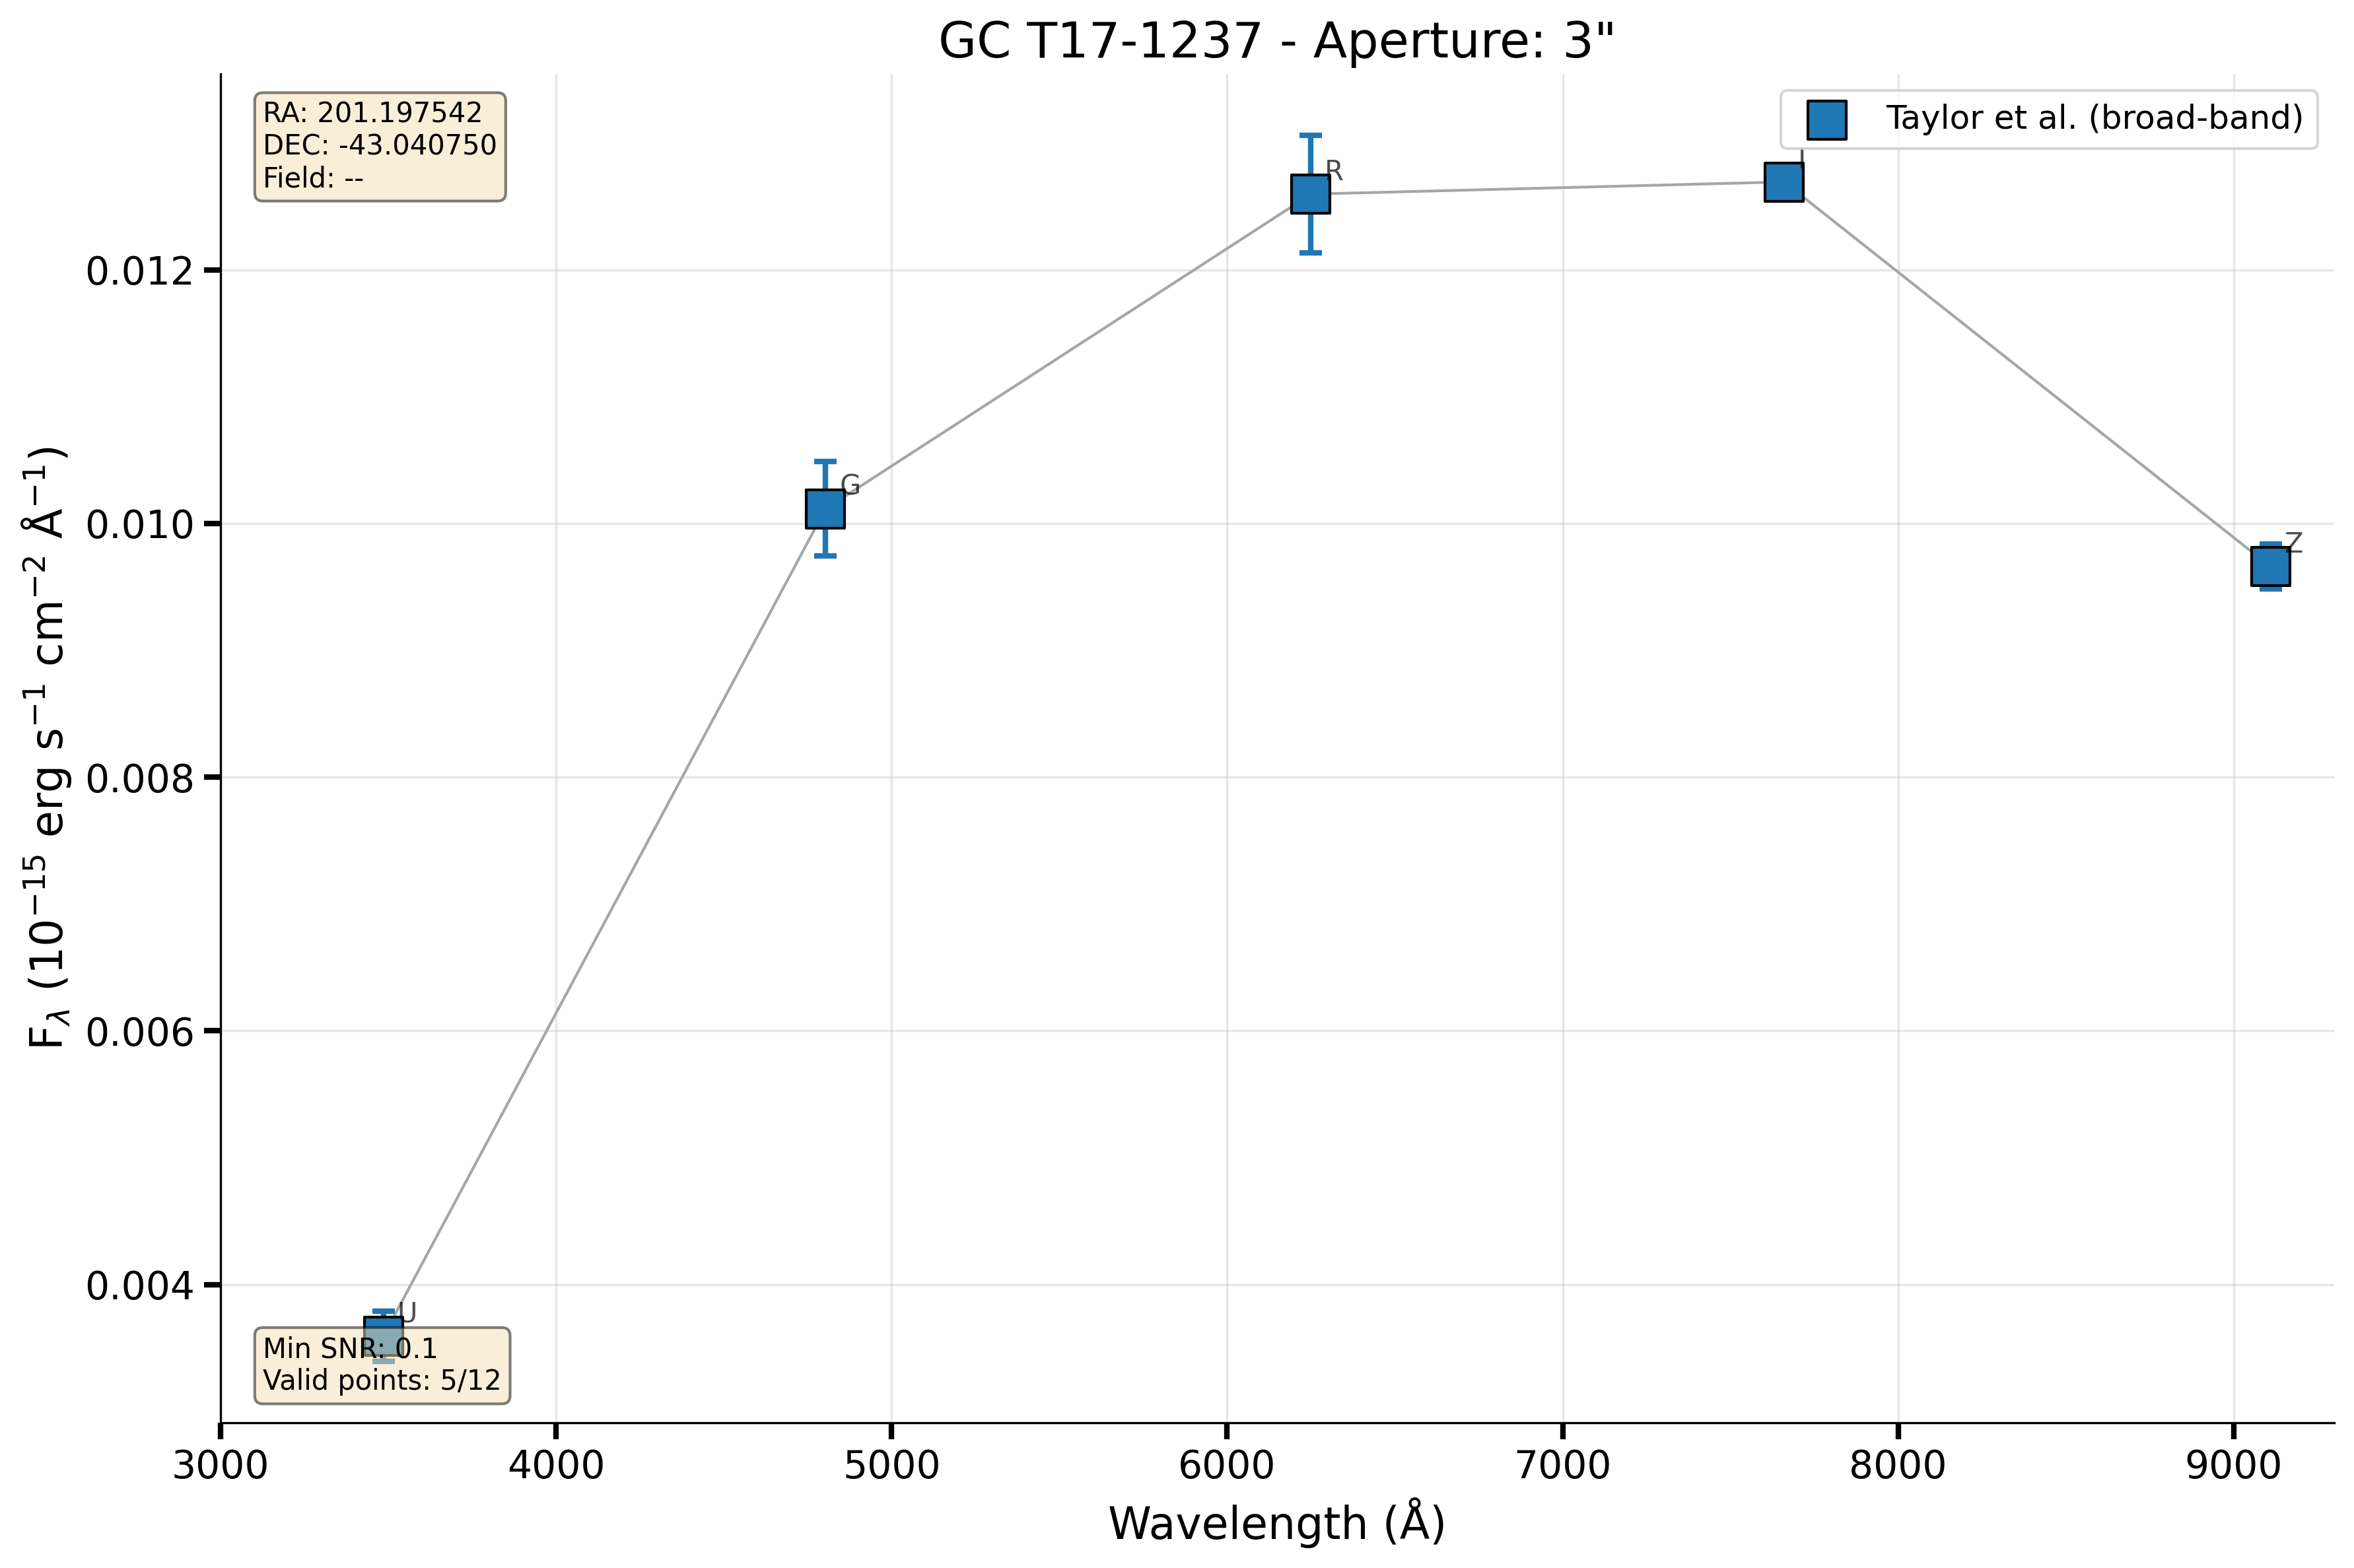 GC T17-1237 - Aperture: 3"
RA: 201.197542
DEC: -43.040750
Field: --
Taylor et al. (broad-band)
R
G
Z
U
Min SNR: 0.1
Valid points: 5/12
0.012
0.010
0.008
0.006
0.004
F_λ (10⁻¹⁵ erg s⁻¹ cm⁻² Å⁻¹)
3000 4000 5000 6000 7000 8000 9000
Wavelength (Å)